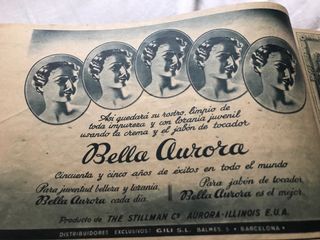 Así quedará su rostro, limpio de
toda impureza y con lozanía juvenil
usando la crema y el jabón de tocador
Bella Aurora
Cincuenta y cinco años de éxitos en todo el mundo
Para juventud belleza y lozanía
Bella Aurora cada día.
Para jabón de tocador
Bella Aurora es el mejor.
Producto de THE STILLMAN Cº AURORA-ILLINOIS E.U.A.
DISTRIBUIDORES EXCLUSIVOS: GILI S.L. BALMES 5 - BARCELONA